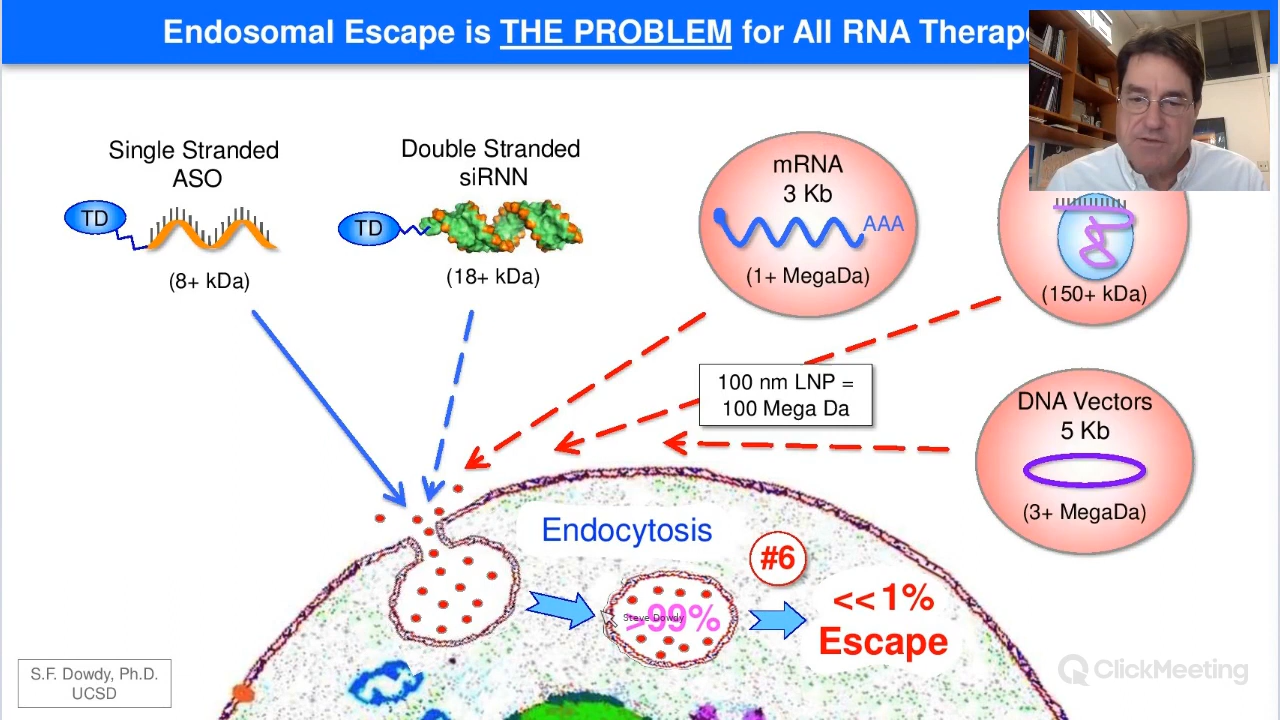 Endosomal Escape is THE PROBLEM for All RNA
Single Stranded
ASO
TD
(8+ kDa)
Double Stranded
siRNN
TD
(18+ kDa)
mRNA
3 Kb
AAA
(1+ MegaDa)
(150+ kDa)
100 nm LNP =
100 Mega Da
DNA Vectors
5 Kb
(3+ MegaDa)
Endocytosis
#6
>99%
Steve Dowdy
<<1%
Escape
S.F. Dowdy, Ph.D.
UCSD
ClickMeeting